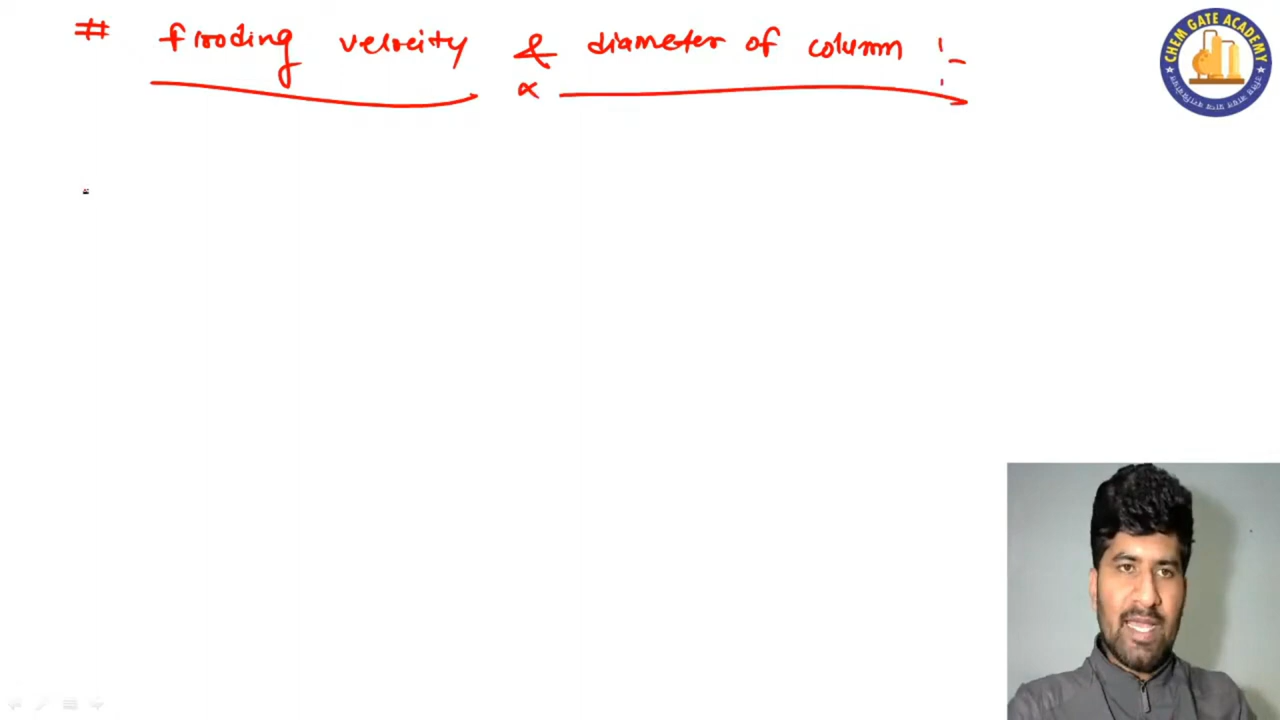 # flooding velocity & diameter of column :-
∝
CHEM GATE ACADEMY